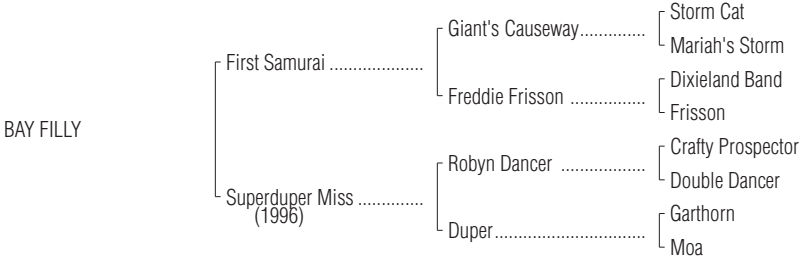 Storm Cat
Giant's Causeway..............
Mariah's Storm
First Samurai ....................
Dixieland Band
Freddie Frisson ................
Frisson
BAY FILLY
Crafty Prospector
Robyn Dancer ..................
Double Dancer
Superduper Miss ..............
(1996)
Garthorn
Duper................................
Moa